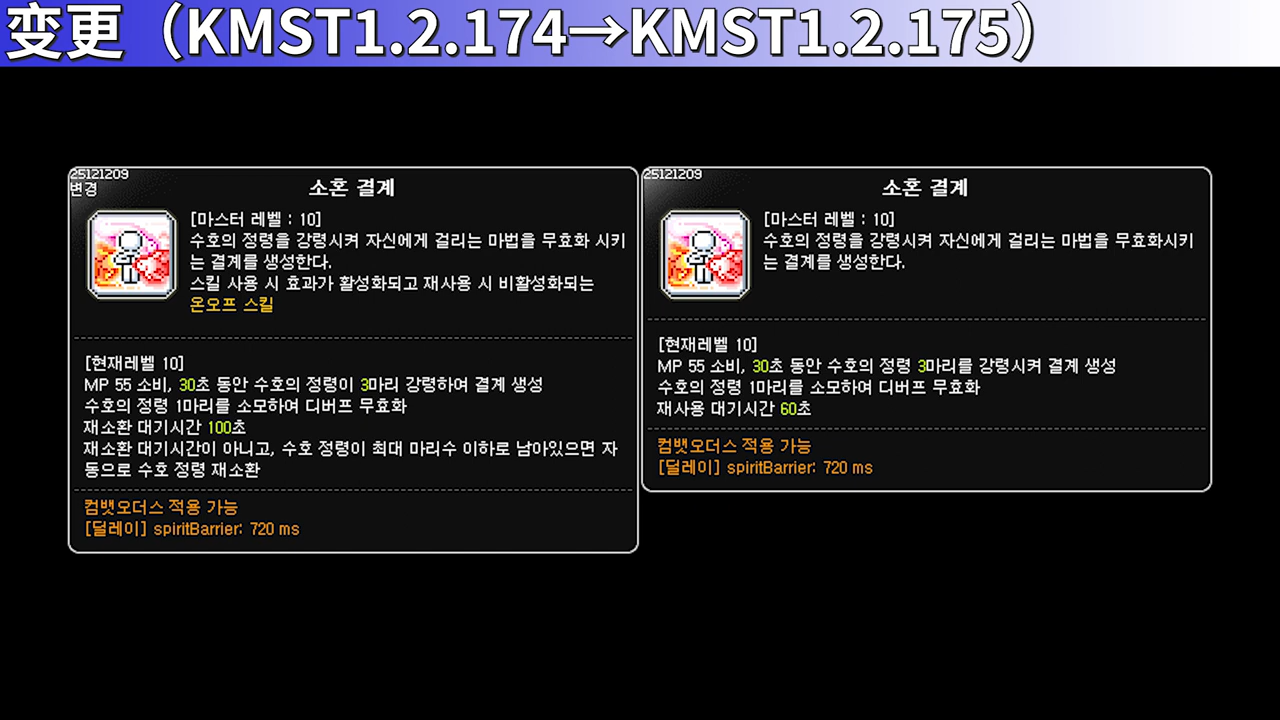 变更（KMST1.2.174→KMST1.2.175）
25121209
변경
소혼 결계
[마스터 레벨 : 10]
수호의 정령을 강령시켜 자신에게 걸리는 마법을 무효화 시키
는 결계를 생성한다.
스킬 사용 시 효과가 활성화되고 재사용 시 비활성화되는
온오프 스킬
[현재레벨 10]
MP 55 소비, 30초 동안 수호의 정령이 3마리 강령하여 결계 생성
수호의 정령 1마리를 소모하여 디버프 무효화
재소환 대기시간 100초
재소환 대기시간이 아니고, 수호 정령이 최대 마리수 이하로 남아있으면 자
동으로 수호 정령 재소환
컴뱃오더스 적용 가능
[딜레이] spiritBarrier: 720 ms
25121209
소혼 결계
[마스터 레벨 : 10]
수호의 정령을 강령시켜 자신에게 걸리는 마법을 무효화시키
는 결계를 생성한다.
[현재레벨 10]
MP 55 소비, 30초 동안 수호의 정령 3마리를 강령시켜 결계 생성
수호의 정령 1마리를 소모하여 디버프 무효화
재사용 대기시간 60초
컴뱃오더스 적용 가능
[딜레이] spiritBarrier: 720 ms